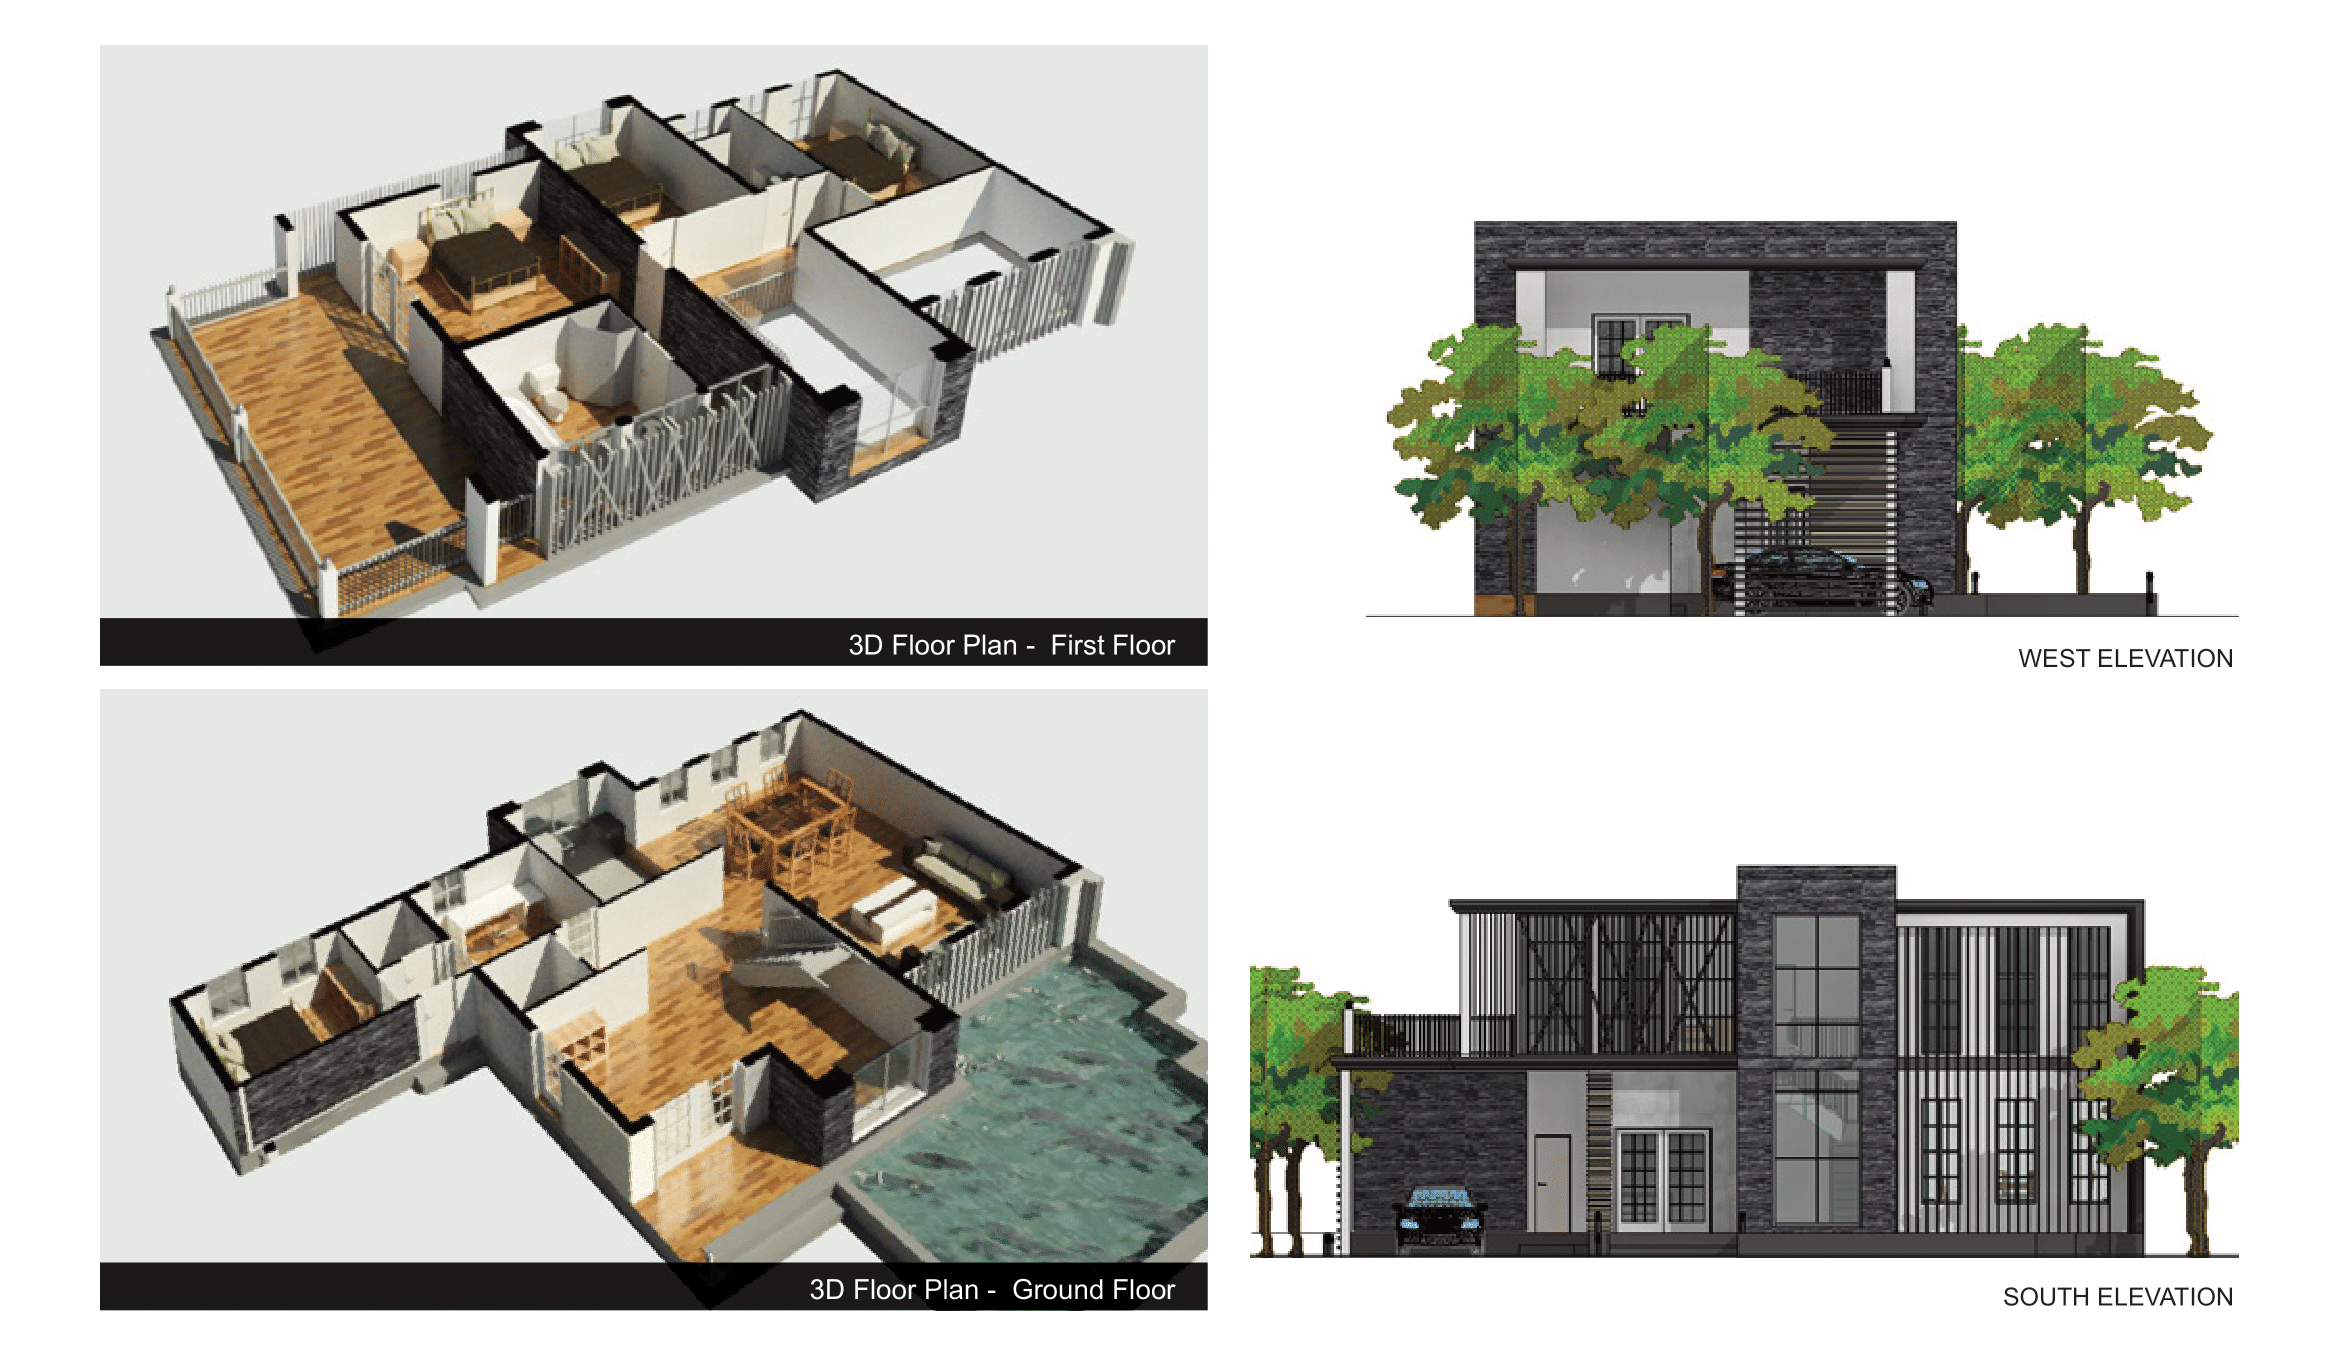 3D Floor Plan -  First Floor
WEST ELEVATION
3D Floor Plan -  Ground Floor
SOUTH ELEVATION